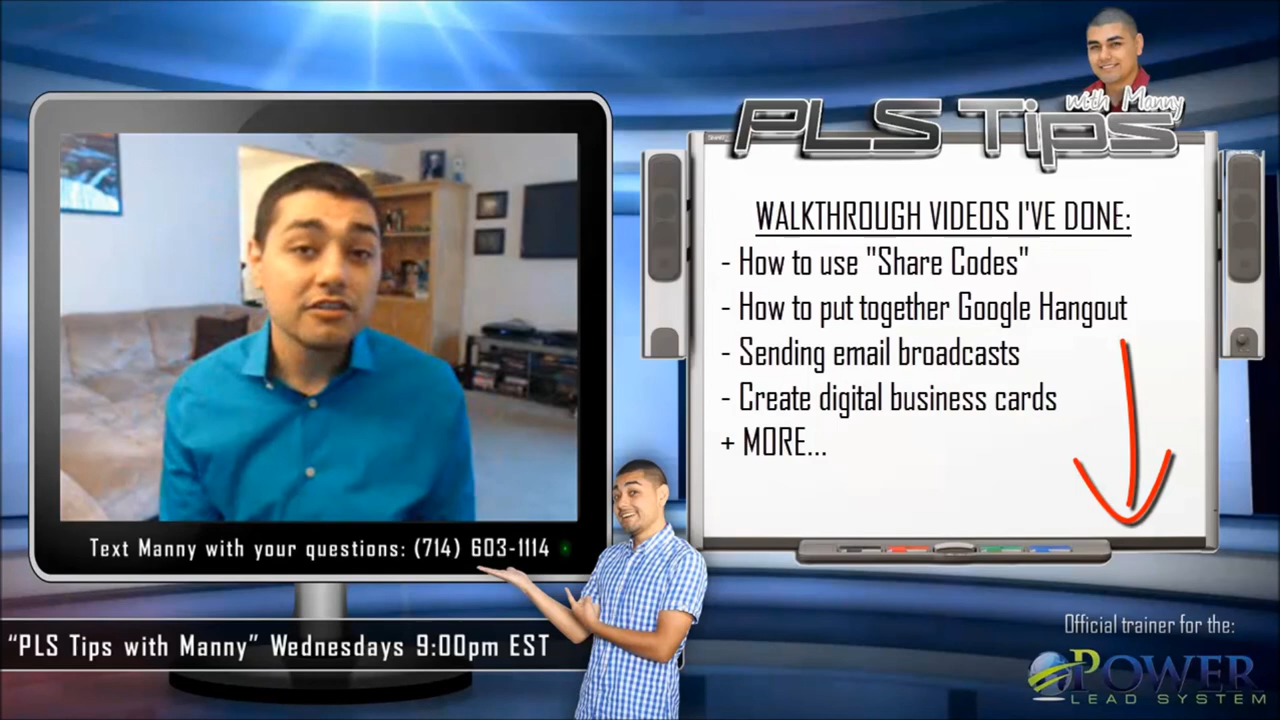 with Manny
PLS Tips
WALKTHROUGH VIDEOS I'VE DONE:
- How to use "Share Codes"
- How to put together Google Hangout
- Sending email broadcasts
- Create digital business cards
+ MORE...
Text Manny with your questions: (714) 603-1114
“PLS Tips with Manny” Wednesdays 9:00pm EST
Official trainer for the:
POWER
LEAD SYSTEM